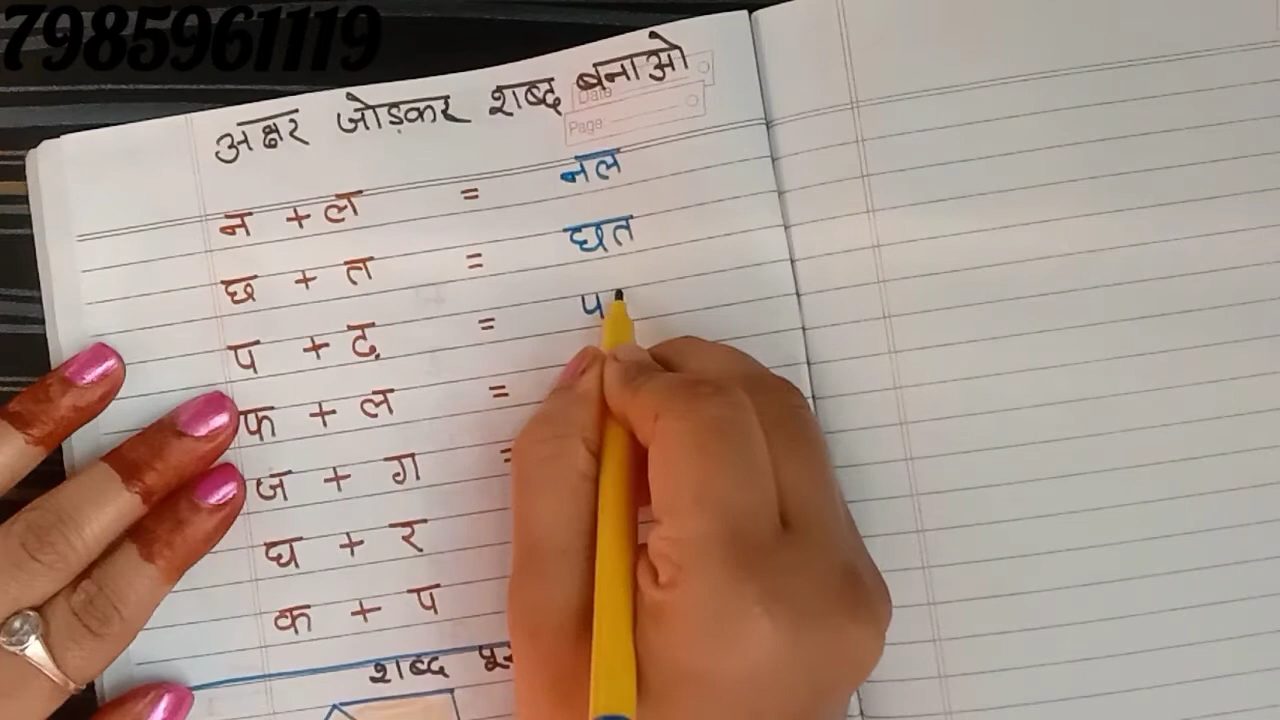 7985961119
अक्षर जोड़कर शब्द बनाओ
Date
Page
न + ल = नल
छ + त = छत
प + ढ़ = प
फ + ल =
ज + ग =
घ + र
क + प
शब्द